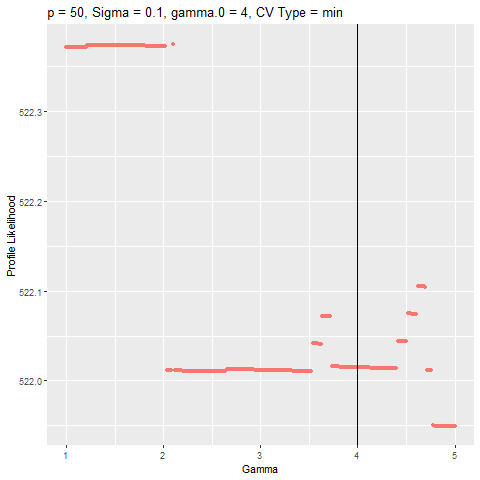 p = 50, Sigma = 0.1, gamma.0 = 4, CV Type = min
Profile Likelihood
522.3
522.2
522.1
522.0
1 2 3 4 5
Gamma